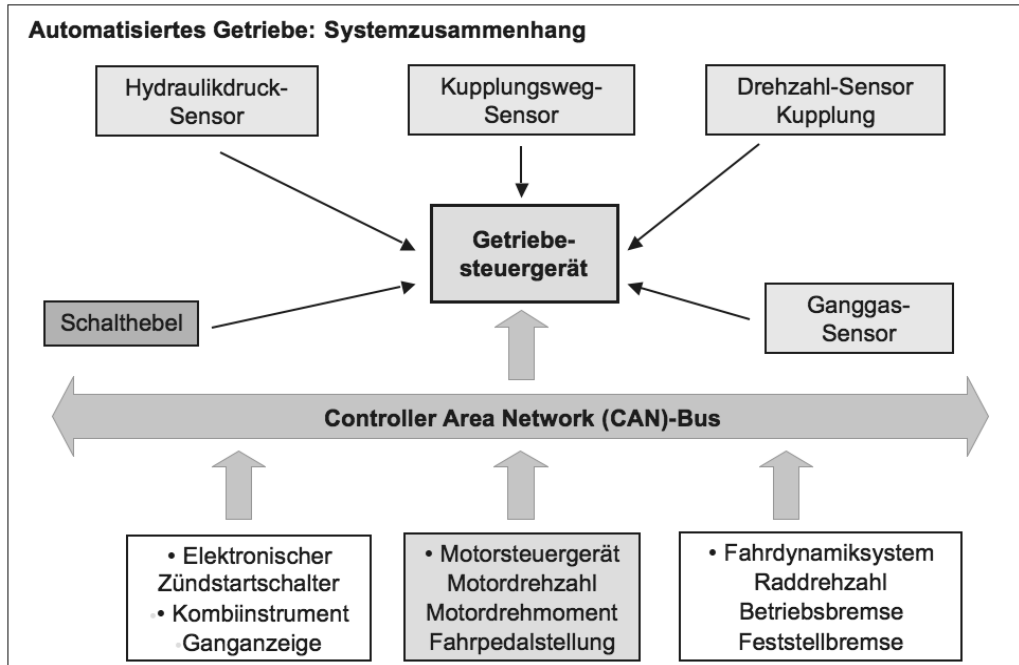 Automatisiertes Getriebe: Systemzusammenhang
Hydraulikdruck-
Sensor
Kupplungsweg-
Sensor
Drehzahl-Sensor
Kupplung
Getriebe-
steuergerät
Schalthebel
Ganggas-
Sensor
Controller Area Network (CAN)-Bus
• Elektronischer
Zündstartschalter
• Kombiinstrument
Ganganzeige
• Motorsteuergerät
Motordrehzahl
Motordrehmoment
Fahrpedalstellung
• Fahrdynamiksystem
Raddrehzahl
Betriebsbremse
Feststellbremse